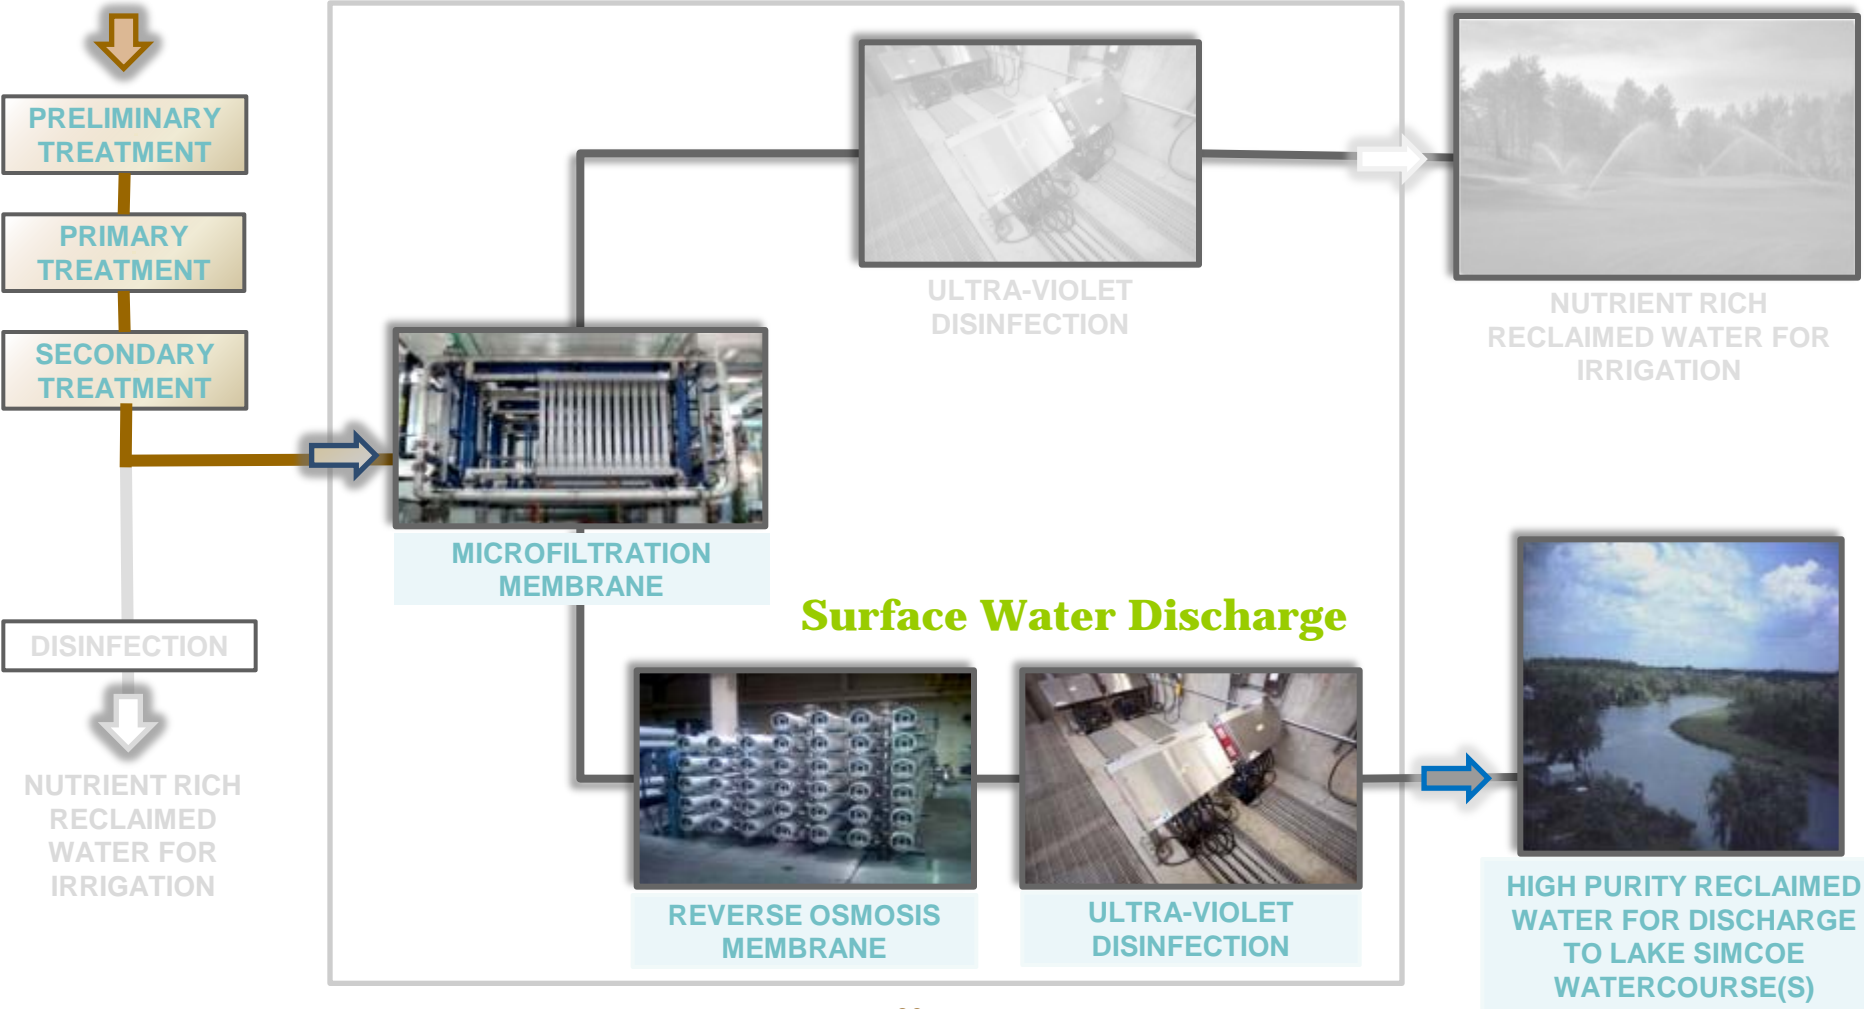 PRELIMINARY
TREATMENT
PRIMARY
TREATMENT
SECONDARY
TREATMENT
DISINFECTION
NUTRIENT RICH
RECLAIMED
WATER FOR
IRRIGATION
MICROFILTRATION
MEMBRANE
ULTRA-VIOLET
DISINFECTION
NUTRIENT RICH
RECLAIMED WATER FOR
IRRIGATION
Surface Water Discharge
REVERSE OSMOSIS
MEMBRANE
ULTRA-VIOLET
DISINFECTION
HIGH PURITY RECLAIMED
WATER FOR DISCHARGE
TO LAKE SIMCOE
WATERCOURSE(S)